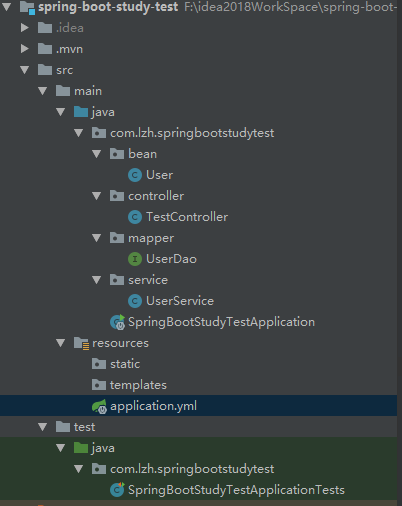 spring-boot-study-test F:\idea2018WorkSpace\spring-boot-
.idea
.mvn
src
main
java
com.lzh.springbootstudytest
bean
User
controller
TestController
mapper
UserDao
service
UserService
SpringBootStudyTestApplication
resources
static
templates
application.yml
test
java
com.lzh.springbootstudytest
SpringBootStudyTestApplicationTests